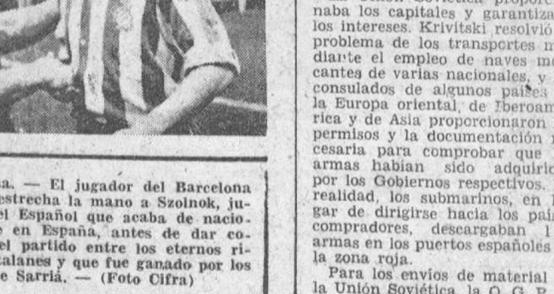 a. — El jugador del Barcelona
estrecha la mano a Szolnok, ju-
el Español que acaba de nacio-
e en España, antes de dar co-
el partido entre los eternos ri-
talanes y que fue ganado por los
e Sarriá. — (Foto Cifra)
naba los capitales y garantiza
los intereses. Krivitski resolvió
problema de los transportes m
diante el empleo de naves me
cantes de varias nacionales, y
consulados de algunos países
la Europa oriental, de Iberoam
rica y de Asia proporcionaron
permisos y la documentación n
cesaria para comprobar que
armas habían sido adquirid
por los Gobiernos respectivos.
realidad, los submarinos, en l
gar de dirigirse hacia los paí
compradores, descargaban l
armas en los puertos españoles
la zona roja.
Para los envíos de material
la Unión Soviética, la O. G. P.